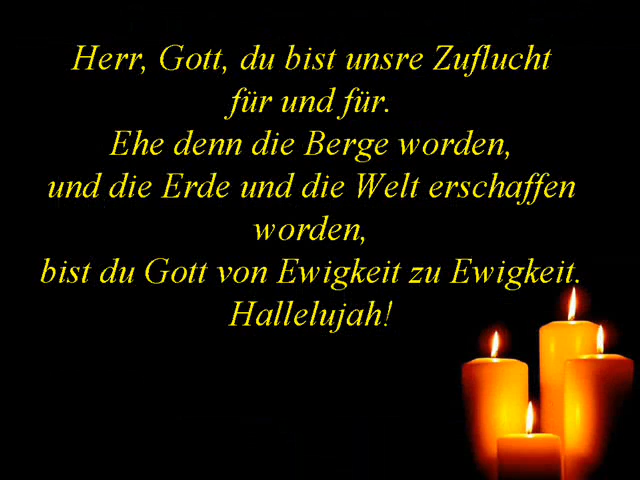 Herr, Gott, du bist unsre Zuflucht
für und für.
Ehe denn die Berge worden,
und die Erde und die Welt erschaffen
worden,
bist du Gott von Ewigkeit zu Ewigkeit.
Hallelujah!